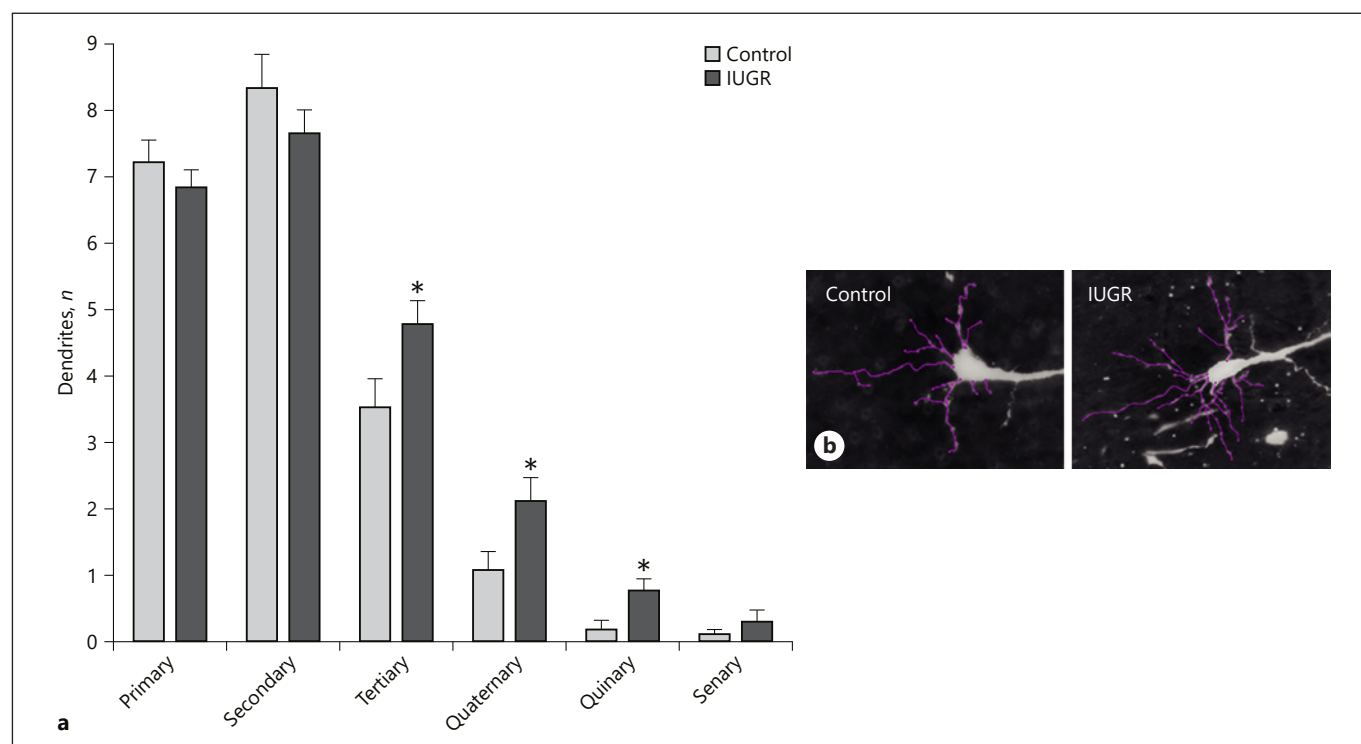 9
8
7
6
5
4
3
2
1
0
Dendrites, n
Control
IUGR
*
*
*
Primary
Secondary
Tertiary
Quaternary
Quinary
Senary
a
Control
IUGR
b